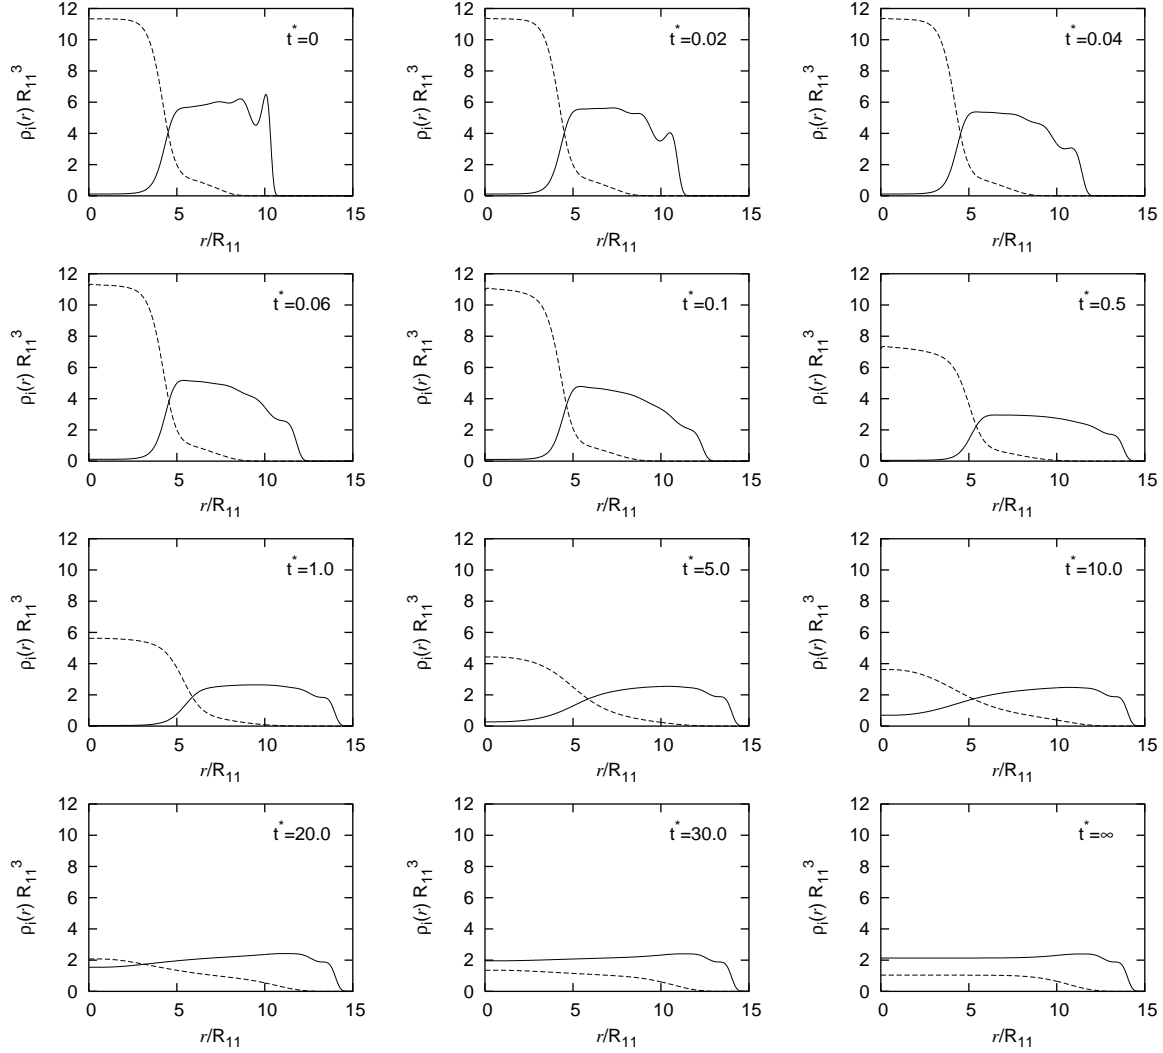 12
10
8
6
4
2
0
ρi(r) R11^3
t*=0
0 5 10 15
r/R11
12
10
8
6
4
2
0
ρi(r) R11^3
t*=0.02
0 5 10 15
r/R11
12
10
8
6
4
2
0
ρi(r) R11^3
t*=0.04
0 5 10 15
r/R11
12
10
8
6
4
2
0
ρi(r) R11^3
t*=0.06
0 5 10 15
r/R11
12
10
8
6
4
2
0
ρi(r) R11^3
t*=0.1
0 5 10 15
r/R11
12
10
8
6
4
2
0
ρi(r) R11^3
t*=0.5
0 5 10 15
r/R11
12
10
8
6
4
2
0
ρi(r) R11^3
t*=1.0
0 5 10 15
r/R11
12
10
8
6
4
2
0
ρi(r) R11^3
t*=5.0
0 5 10 15
r/R11
12
10
8
6
4
2
0
ρi(r) R11^3
t*=10.0
0 5 10 15
r/R11
12
10
8
6
4
2
0
ρi(r) R11^3
t*=20.0
0 5 10 15
r/R11
12
10
8
6
4
2
0
ρi(r) R11^3
t*=30.0
0 5 10 15
r/R11
12
10
8
6
4
2
0
ρi(r) R11^3
t*=∞
0 5 10 15
r/R11